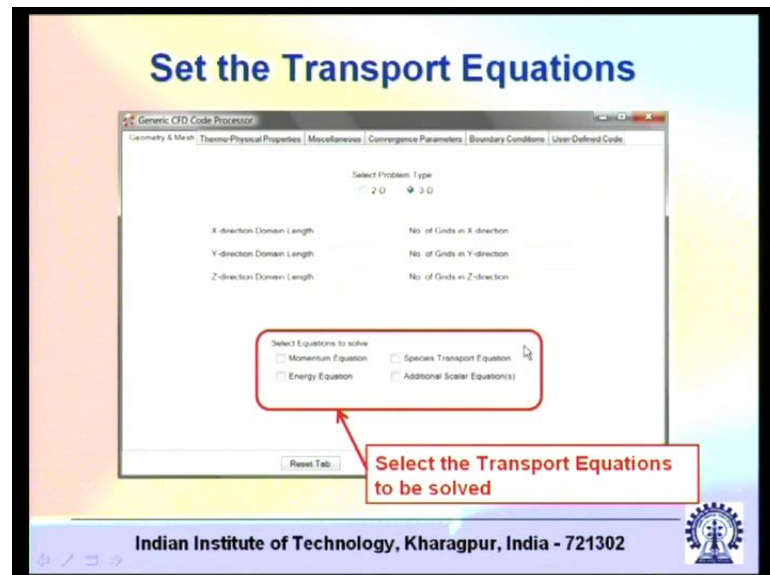 Set the Transport Equations
Generic CFD Code Processor
Geometry & Mesh Thermo-Physical Properties Miscellaneous Convergence Parameters Boundary Conditions User-Defined Code
Select Problem Type
2-D 3-D
X-direction Domain Length No. of Grids in X-direction
Y-direction Domain Length No. of Grids in Y-direction
Z-direction Domain Length No. of Grids in Z-direction
Select Equations to solve
Momentum Equation Species Transport Equation
Energy Equation Additional Scalar Equation(s)
Reset Tab
Select the Transport Equations
to be solved
Indian Institute of Technology, Kharagpur, India - 721302